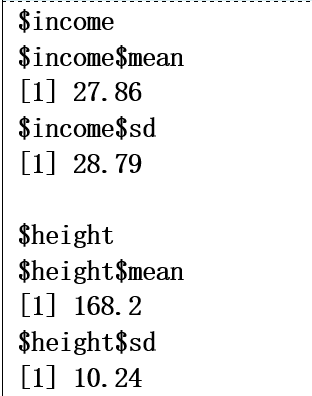 $income
$income$mean
[1] 27.86
$income$sd
[1] 28.79
$height
$height$mean
[1] 168.2
$height$sd
[1] 10.24